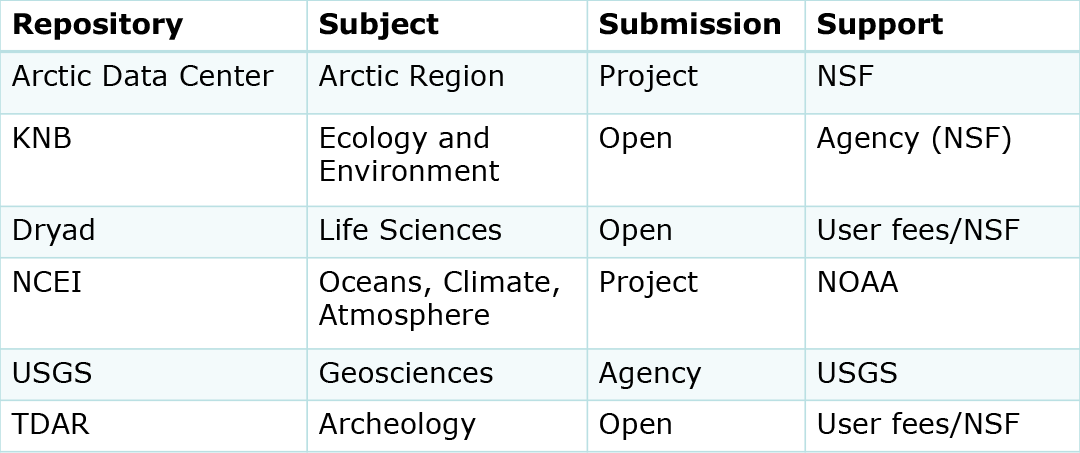 Repository Subject Submission Support
Arctic Data Center Arctic Region Project NSF
KNB Ecology and Open Agency (NSF)
Environment
Dryad Life Sciences Open User fees/NSF
NCEI Oceans, Climate, Project NOAA
Atmosphere
USGS Geosciences Agency USGS
TDAR Archeology Open User fees/NSF